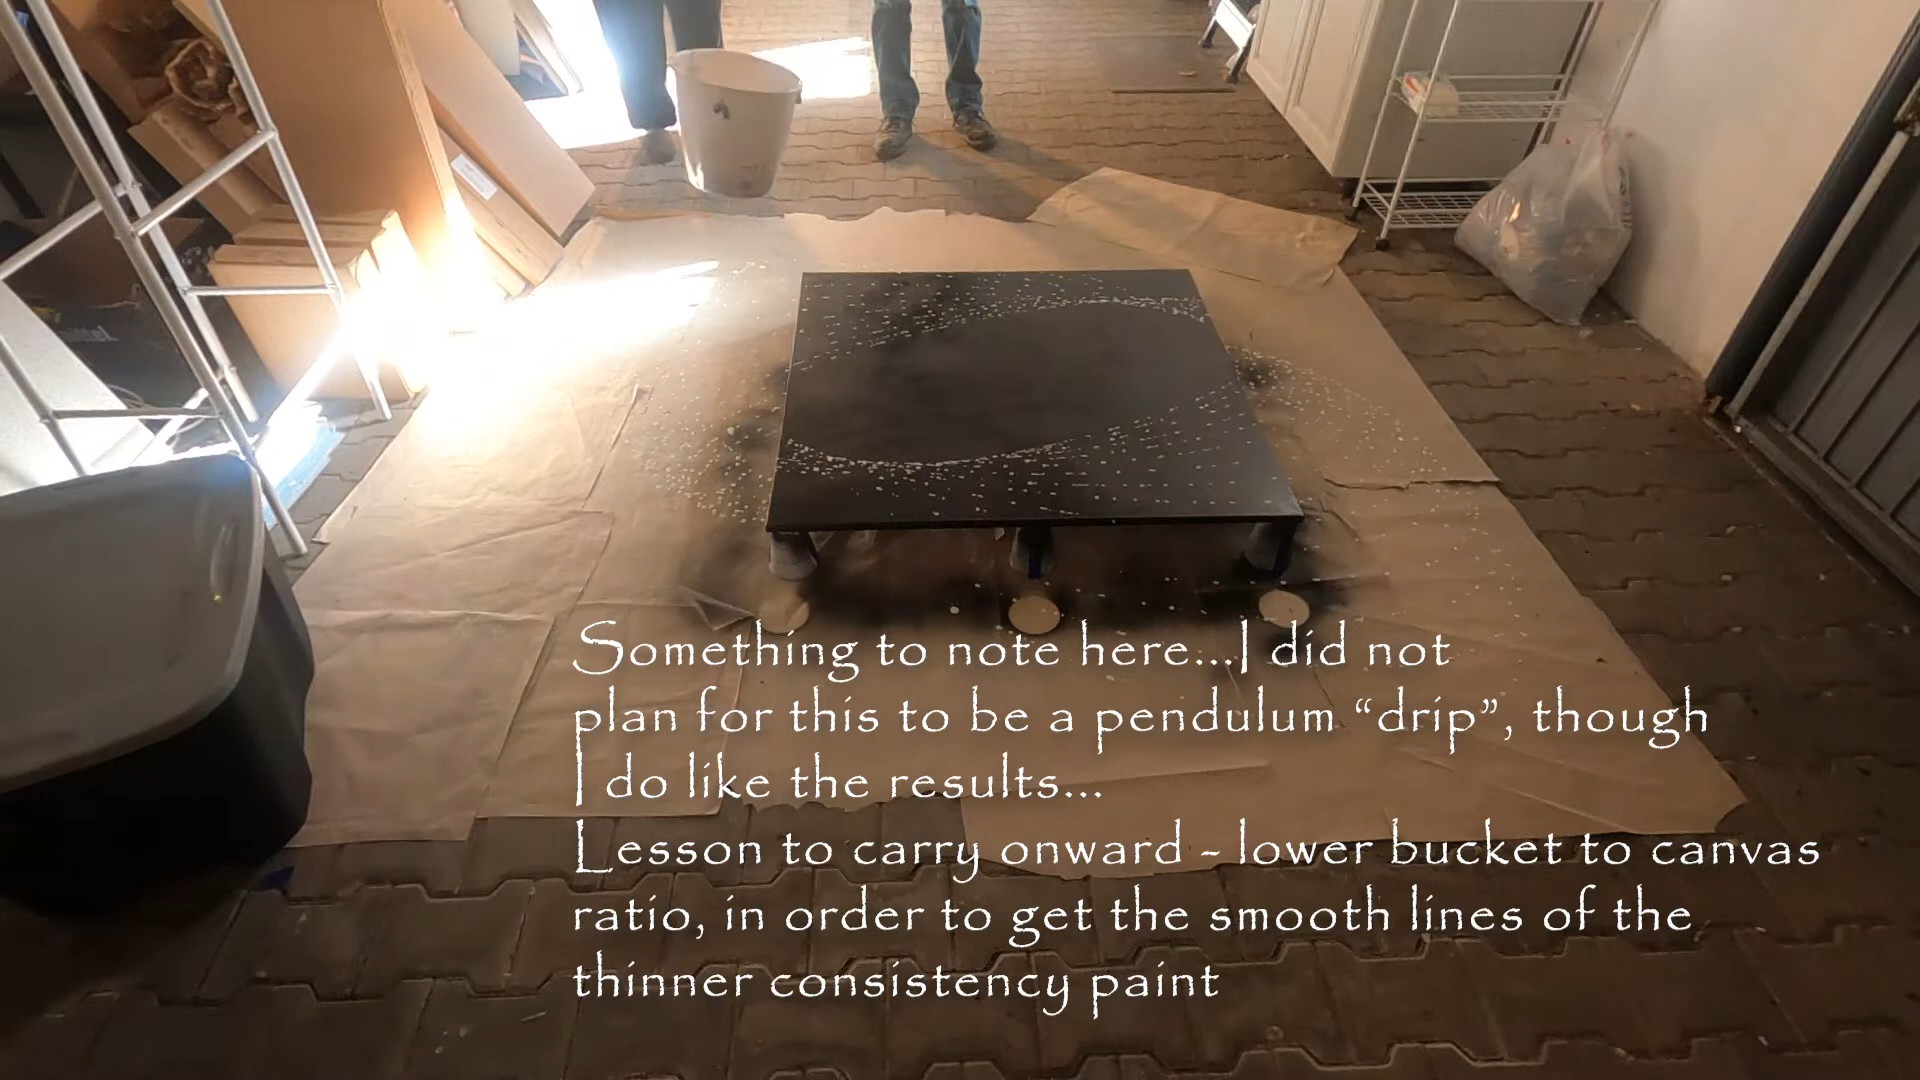 Something to note here...I did not
plan for this to be a pendulum “drip”, though
I do like the results...
Lesson to carry onward - lower bucket to canvas
ratio, in order to get the smooth lines of the
thinner consistency paint